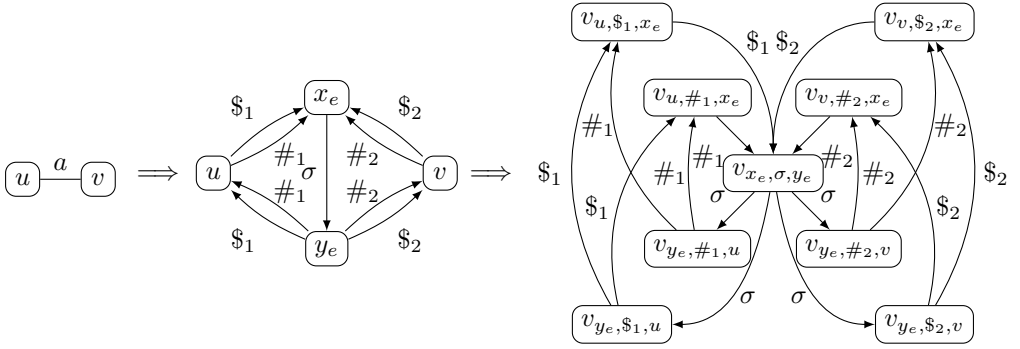 u a v
⟹
x_e
$_1 $_2
#_1 #_2
u σ v
#_1 #_2
$_1 $_2
y_e
⟹
v_{u,$_1,x_e} v_{v,$_2,x_e}
$_1 $_2
v_{u,#_1,x_e} v_{v,#_2,x_e}
#_1 #_2
#_1 #_2
$_1 #_1 v_{x_e,σ,y_e} #_2 $_2
σ σ
$_1 $_2
v_{y_e,#_1,u} v_{y_e,#_2,v}
σ σ
v_{y_e,$_1,u} v_{y_e,$_2,v}